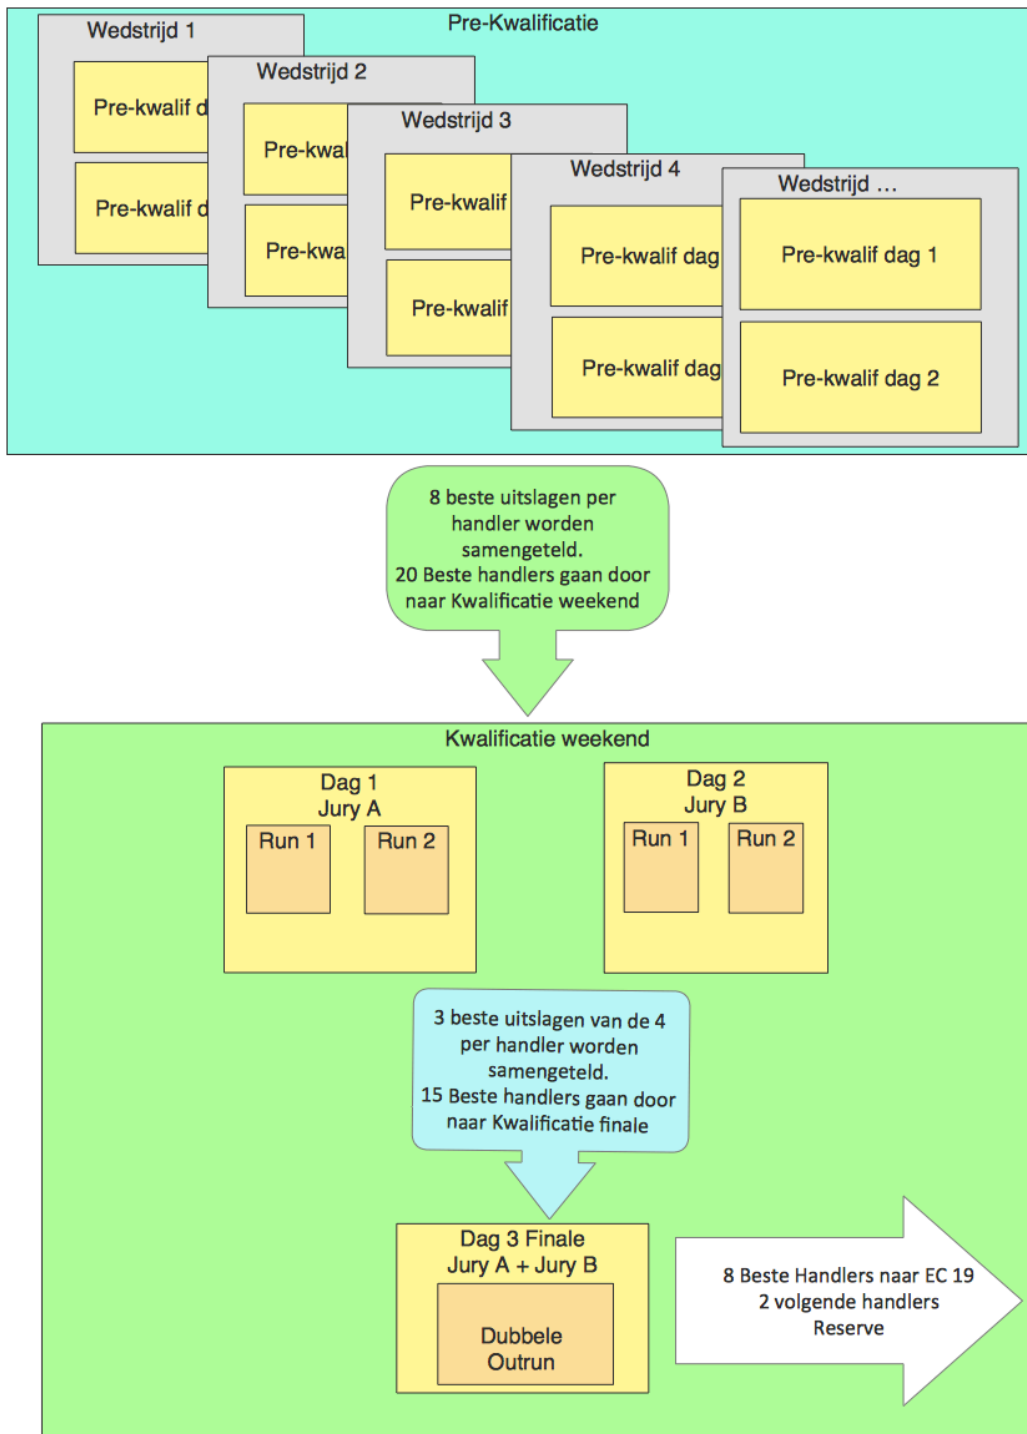 Pre-Kwalificatie
Wedstrijd 1
Pre-kwalif d
Pre-kwalif d
Wedstrijd 2
Pre-kwal
Pre-kwa
Wedstrijd 3
Pre-kwalif
Pre-kwalif
Wedstrijd 4
Pre-kwalif dag
Pre-kwalif dag
Wedstrijd ...
Pre-kwalif dag 1
Pre-kwalif dag 2
8 beste uitslagen per
handler worden
samengeteld.
20 Beste handlers gaan door
naar Kwalificatie weekend
Kwalificatie weekend
Dag 1
Jury A
Run 1
Run 2
Dag 2
Jury B
Run 1
Run 2
3 beste uitslagen van de 4
per handler worden
samengeteld.
15 Beste handlers gaan door
naar Kwalificatie finale
Dag 3 Finale
Jury A + Jury B
Dubbele
Outrun
8 Beste Handlers naar EC 19
2 volgende handlers
Reserve